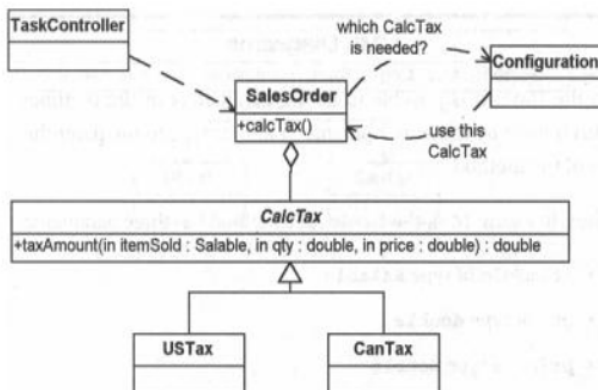 TaskController
which CalcTax
is needed?
Configuration
SalesOrder
+calcTax()
use this
CalcTax
CalcTax
+taxAmount(in itemSold : Salable, in qty : double, in price : double) : double
USTax
CanTax